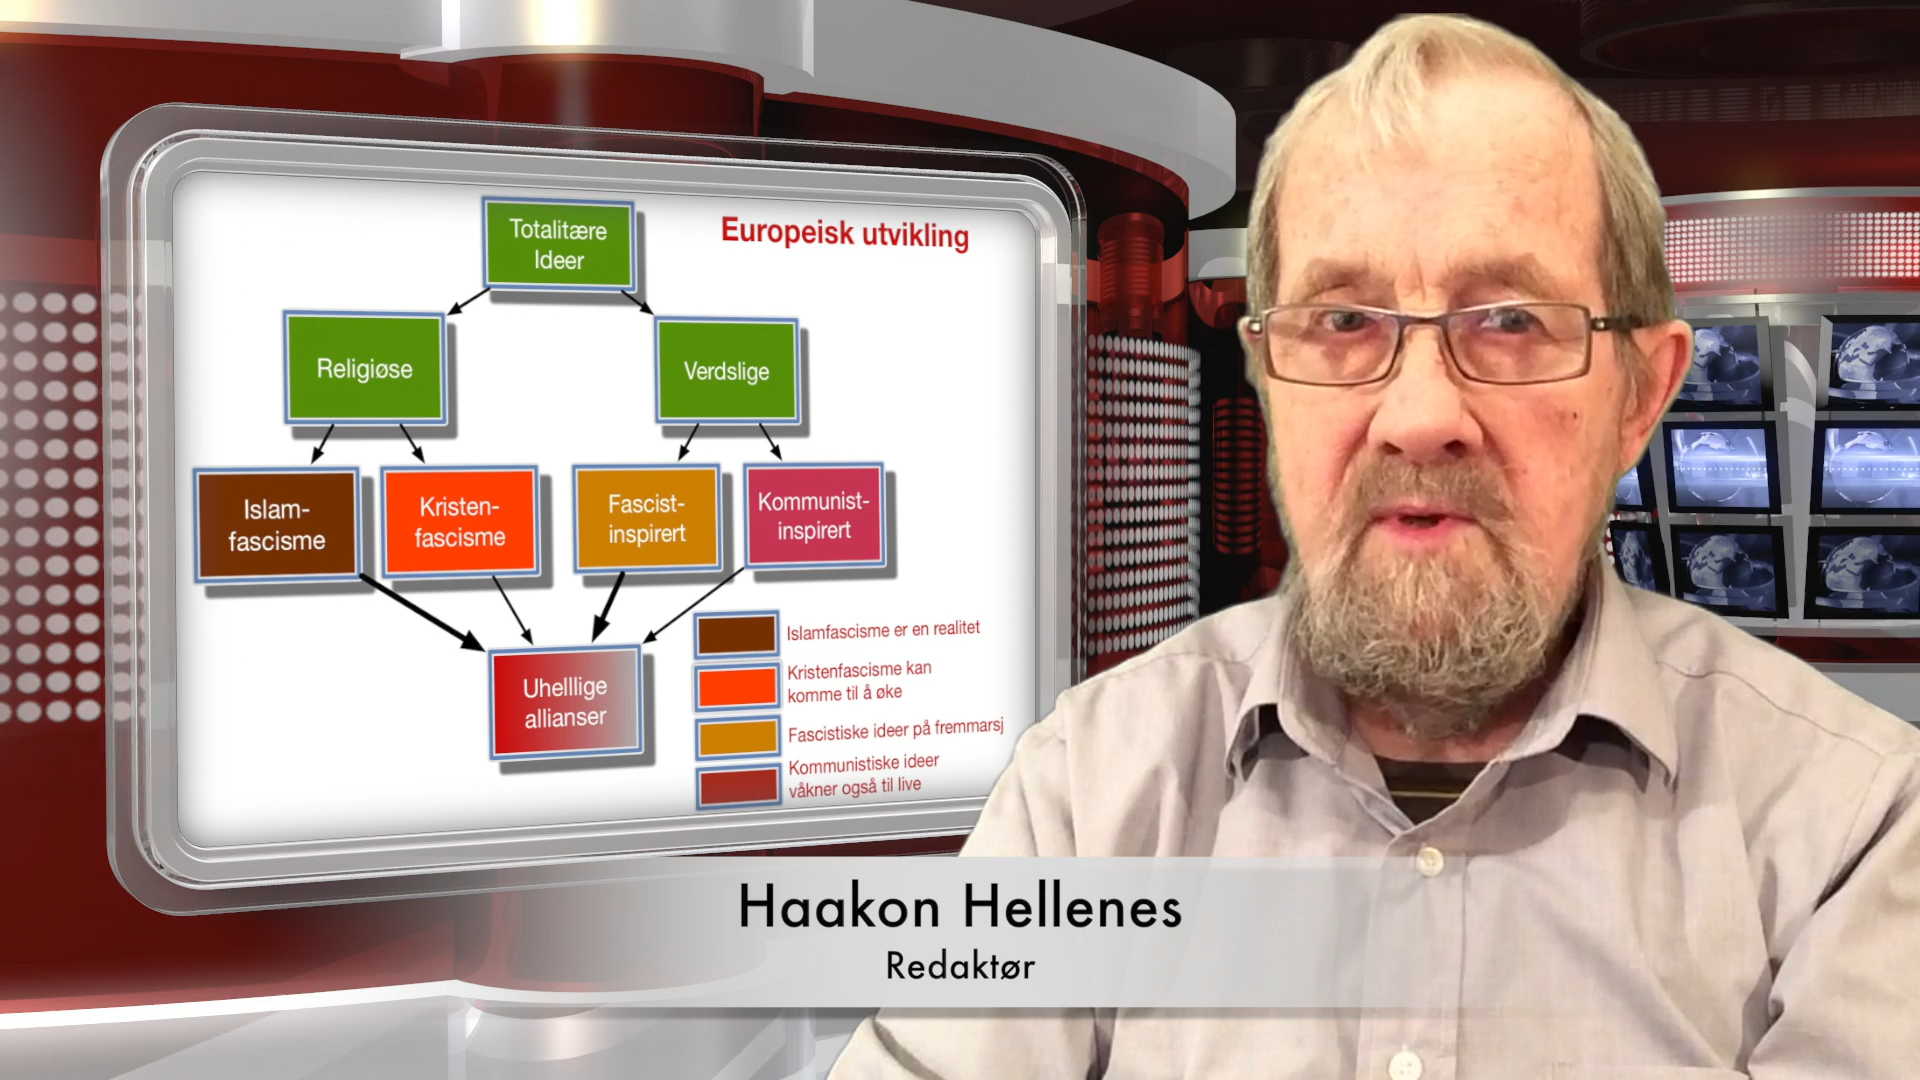 Europeisk utvikling
Totalitære
Ideer
Religiøse
Verdslige
Islam-
fascisme
Kristen-
fascisme
Fascist-
inspirert
Kommunist-
inspirert
Uhelllige
allianser
Islamfascisme er en realitet
Kristenfascisme kan
komme til å øke
Fascistiske ideer på fremmarsj
Kommunistiske ideer
våkner også til live
Haakon Hellenes
Redaktør